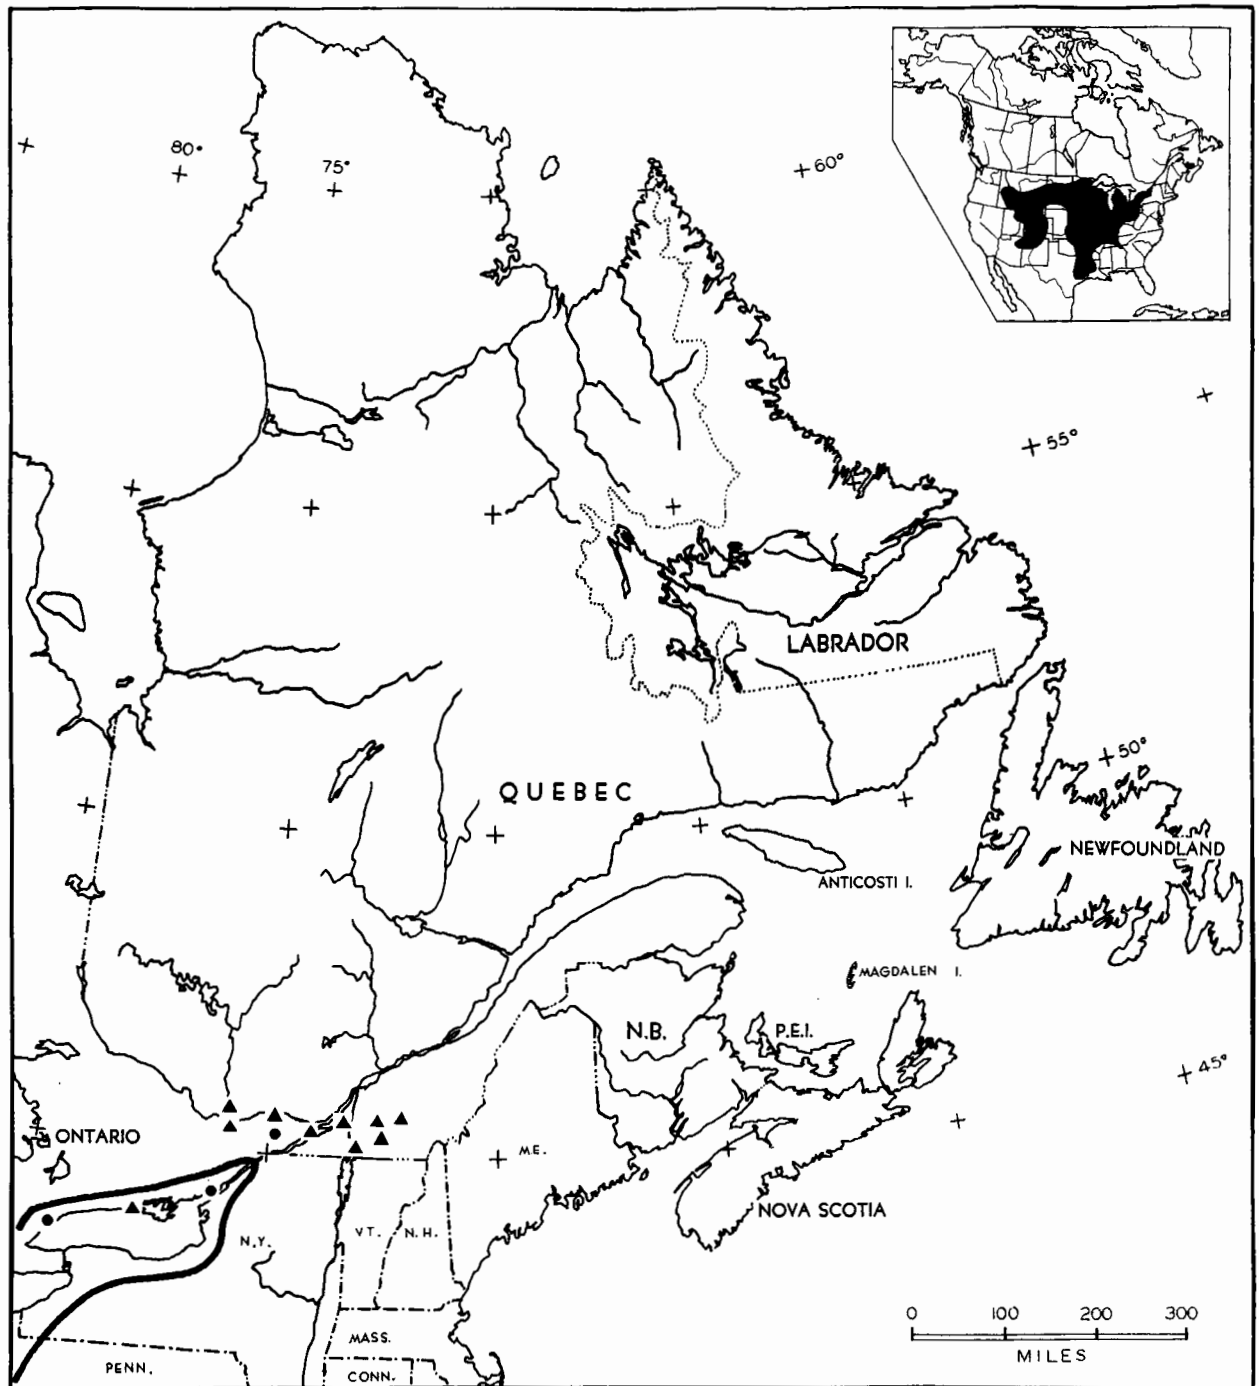 80°
75°
60°
55°
LABRADOR
50°
QUEBEC
NEWFOUNDLAND
ANTICOSTI I.
MAGDALEN I.
N.B.
P.E.I.
45°
ONTARIO
ME.
NOVA SCOTIA
VT.
N.H.
N.Y.
0 100 200 300
MILES
MASS.
PENN.
CONN.